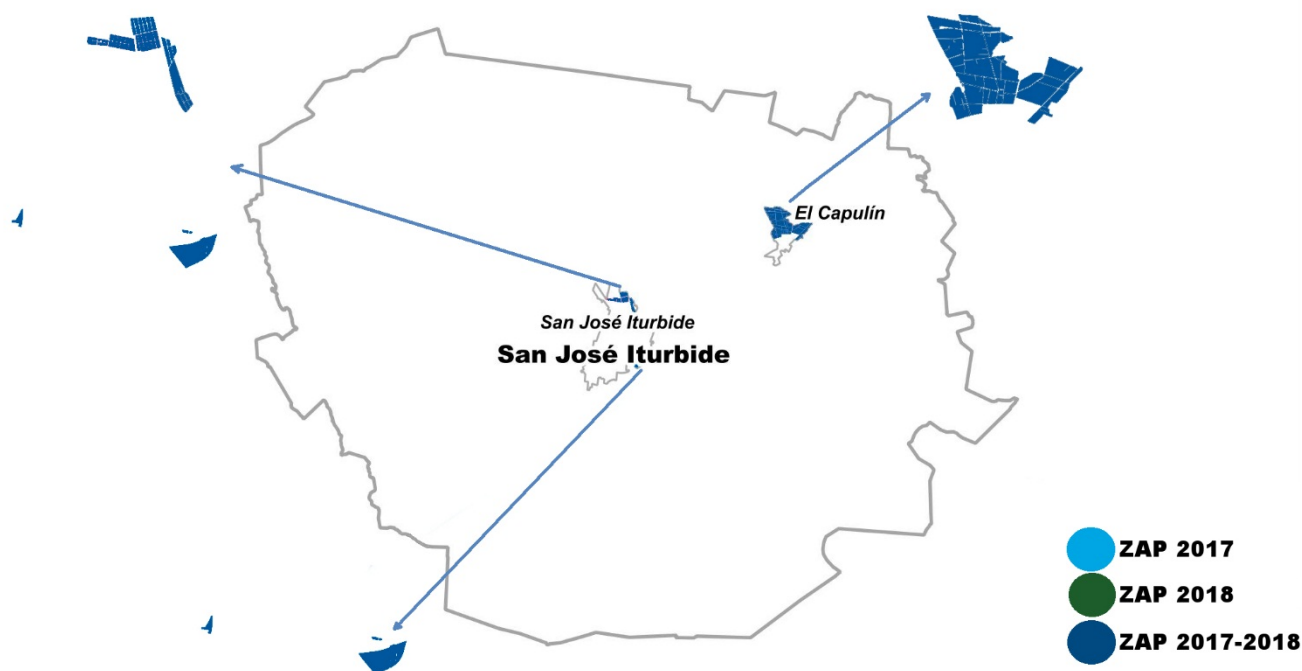 El Capulín
San José Iturbide
San José Iturbide
ZAP 2017
ZAP 2018
ZAP 2017-2018